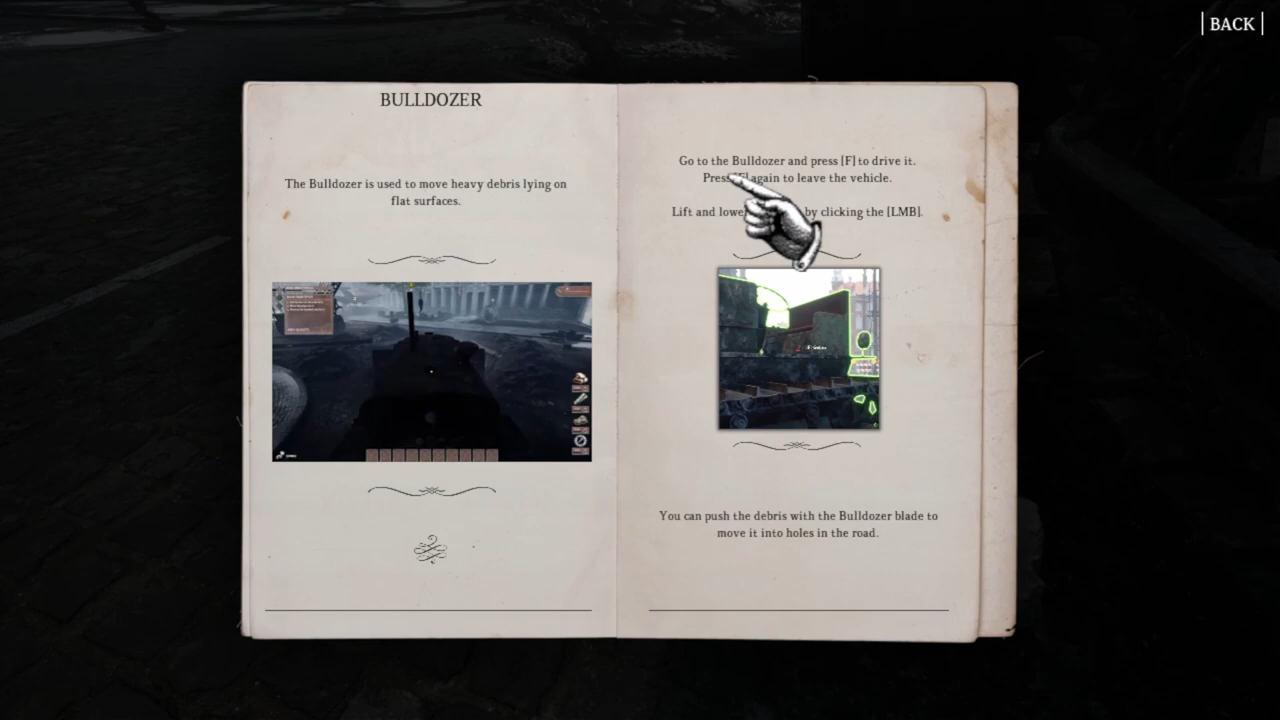 BACK
BULLDOZER
The Bulldozer is used to move heavy debris lying on
flat surfaces.
Go to the Bulldozer and press [F] to drive it.
Press again to leave the vehicle.
Lift and by clicking the [LMB].
You can push the debris with the Bulldozer blade to
move it into holes in the road.